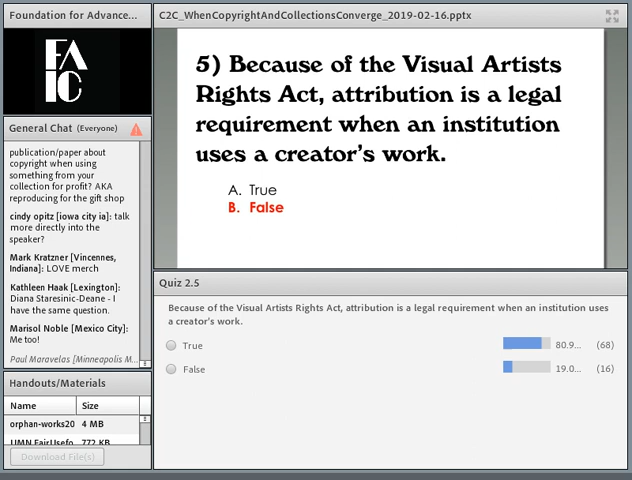 Foundation for Advance...
FA
IC
General Chat (Everyone)
publication/paper about
copyright when using
something from your
collection for profit? AKA
reproducing for the gift shop
cindy opitz [iowa city ia]: talk
more directly into the
speaker?
Mark Kratzner [Vincennes,
Indiana]: LOVE merch
Kathleen Haak [Lexington]:
Diana Staresinic-Deane - I
have the same question.
Marisol Noble [Mexico City]:
Me too!
Paul Maravelas [Minneapolis M...
Handouts/Materials
Name Size
orphan-works20 4 MB
UMN FairUsefo 772 KB
Download File(s)
C2C_WhenCopyrightAndCollectionsConverge_2019-02-16.pptx
5) Because of the Visual Artists
Rights Act, attribution is a legal
requirement when an institution
uses a creator's work.
A. True
B. False
Quiz 2.5
Because of the Visual Artists Rights Act, attribution is a legal requirement when an institution uses
a creator's work.
True 80.9... (68)
False 19.0... (16)